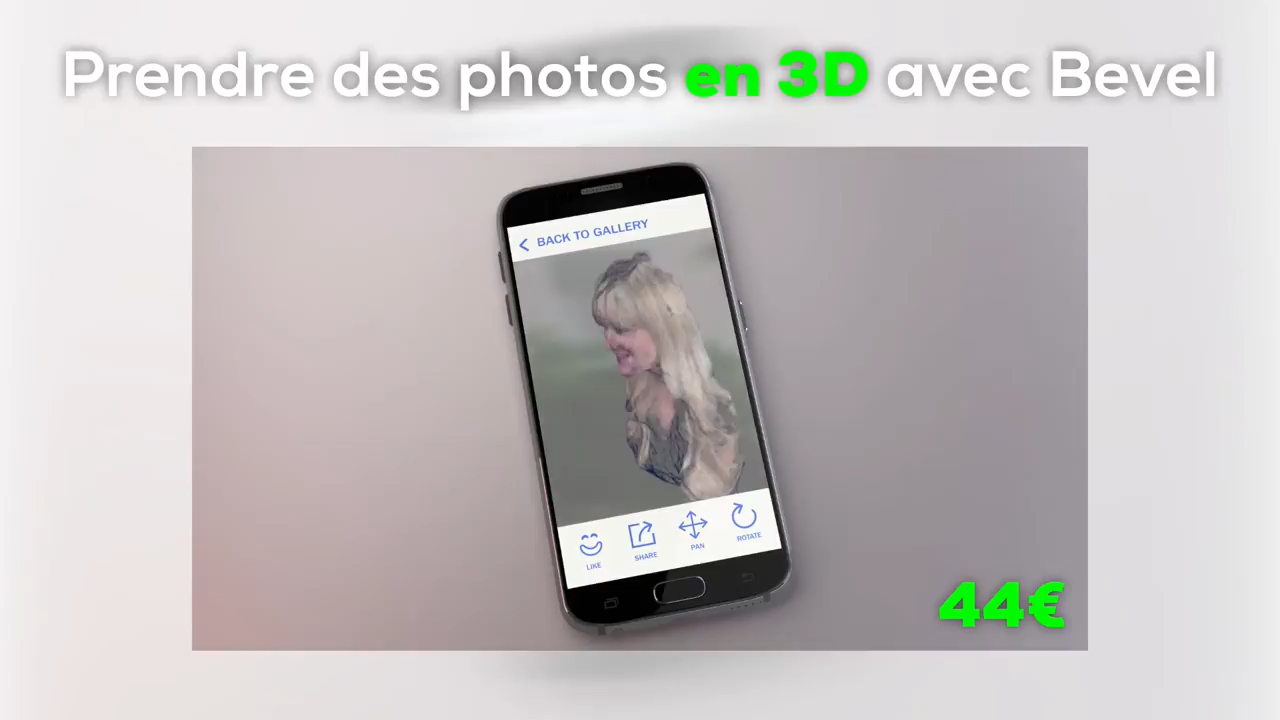 Prendre des photos en 3D avec Bevel
BACK TO GALLERY
LIKE
SHARE
PAN
ROTATE
44€